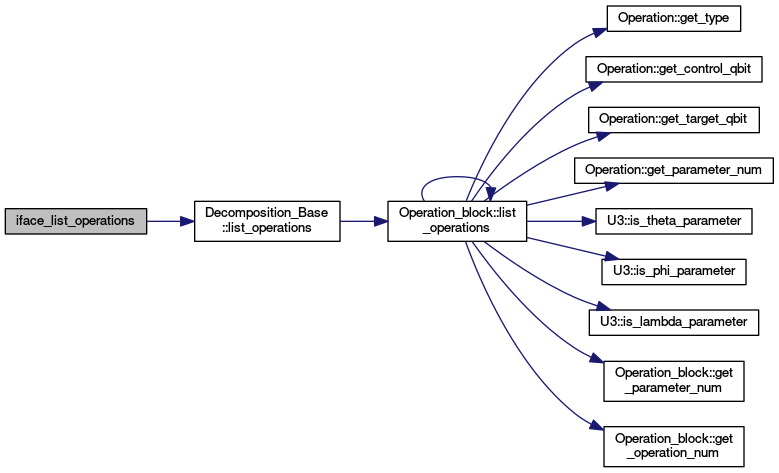 Operation::get_type
Operation::get_control_qbit
Operation::get_target_qbit
Operation::get_parameter_num
iface_list_operations
Decomposition_Base
::list_operations
Operation_block::list
_operations
U3::is_theta_parameter
U3::is_phi_parameter
U3::is_lambda_parameter
Operation_block::get
_parameter_num
Operation_block::get
_operation_num